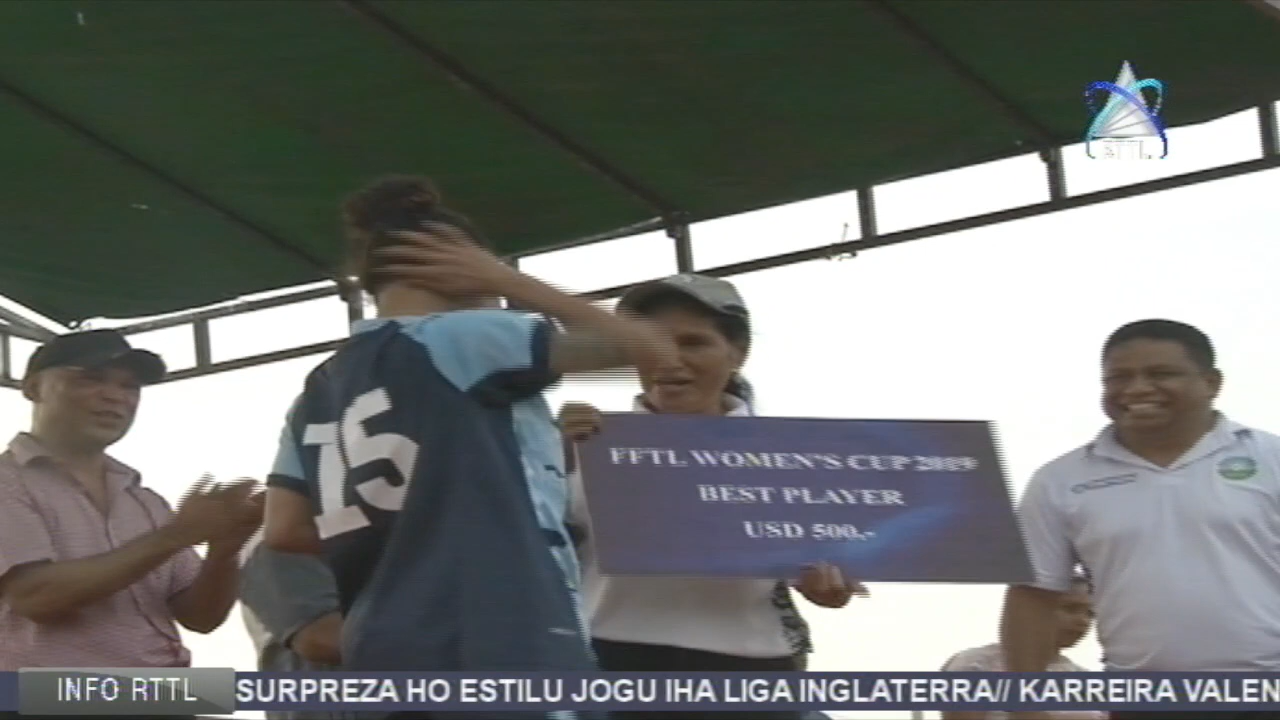 RTTL
15
FFTL WOMEN'S CUP 2019
BEST PLAYER
USD 500,-
INFO RTTL
SURPREZA HO ESTILU JOGU IHA LIGA INGLATERRA// KARREIRA VALEN